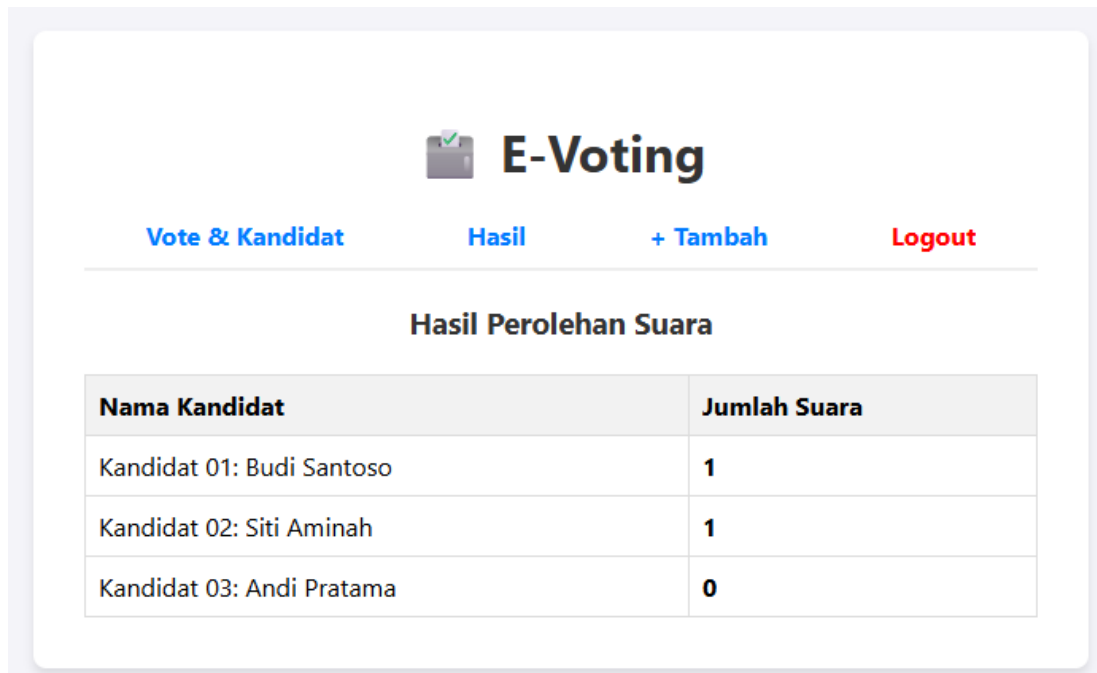 E-Voting
Vote & Kandidat Hasil + Tambah Logout
Hasil Perolehan Suara
Nama Kandidat Jumlah Suara
Kandidat 01: Budi Santoso 1
Kandidat 02: Siti Aminah 1
Kandidat 03: Andi Pratama 0